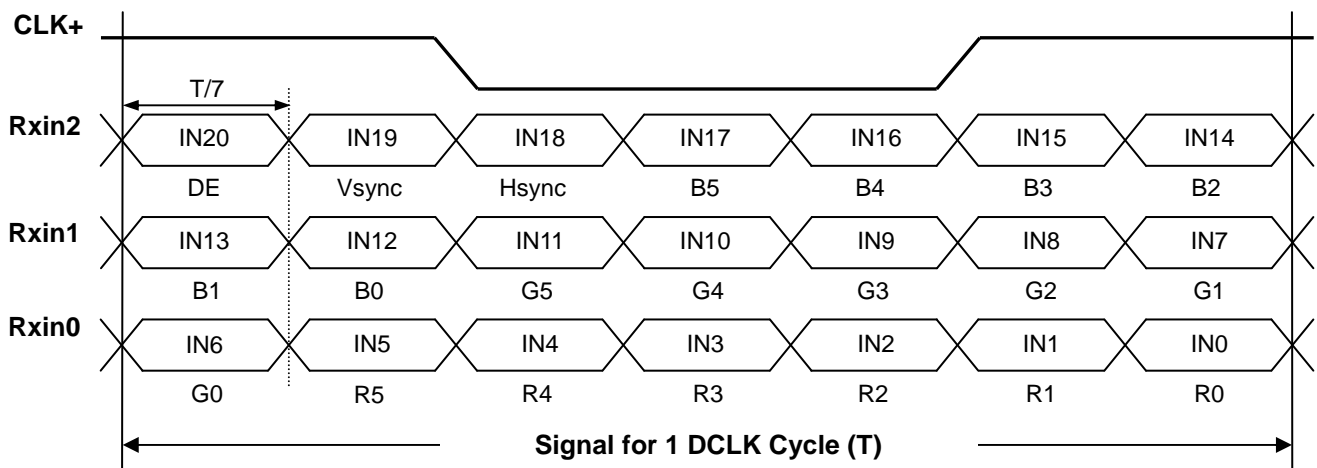 CLK+
T/7
Rxin2
IN20 IN19 IN18 IN17 IN16 IN15 IN14
DE Vsync Hsync B5 B4 B3 B2
Rxin1
IN13 IN12 IN11 IN10 IN9 IN8 IN7
B1 B0 G5 G4 G3 G2 G1
Rxin0
IN6 IN5 IN4 IN3 IN2 IN1 IN0
G0 R5 R4 R3 R2 R1 R0
Signal for 1 DCLK Cycle (T)